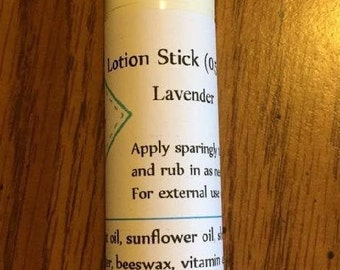 Lotion Stick (0
Lavender
Apply sparingly
and rub in as
For external use
oil, sunflower oil,
beeswax, vitamin